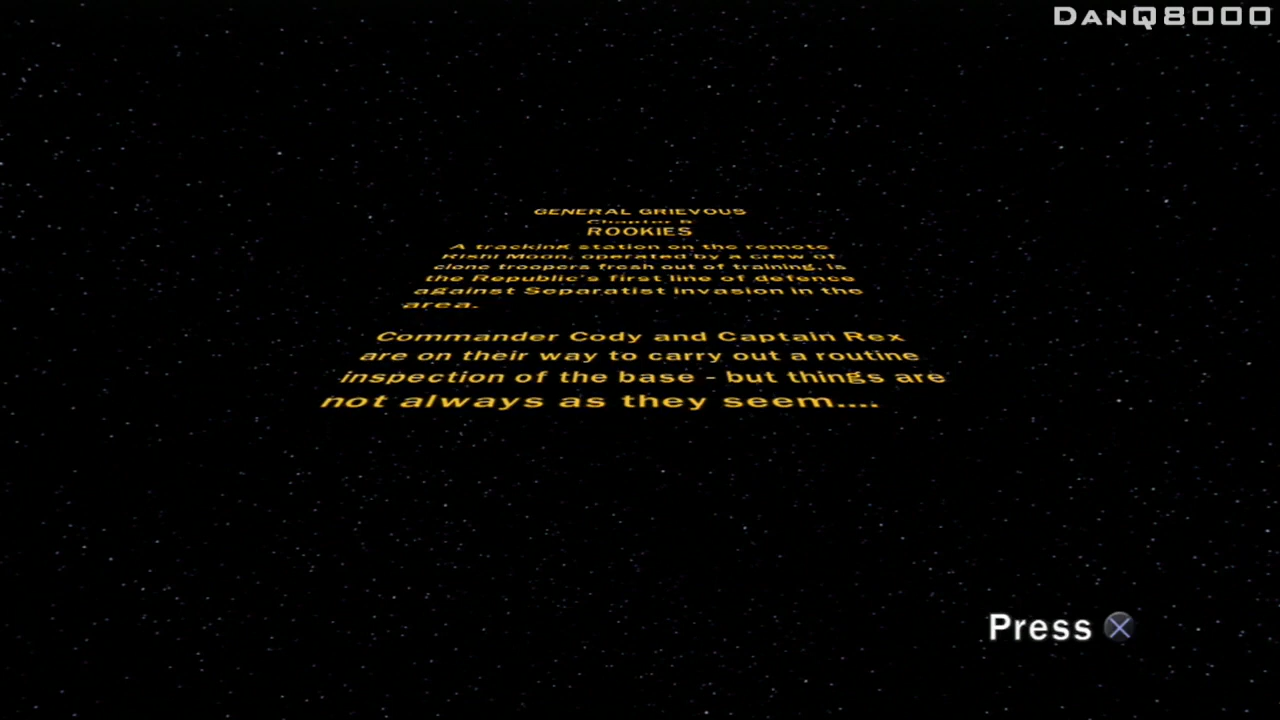 DanQ8000
GENERAL GRIEVOUS
Chapter 5
ROOKIES
A tracking station on the remote
Rishi Moon, operated by a crew of
clone troopers fresh out of training, is
the Republic's first line of defence
against Separatist invasion in the
area.
Commander Cody and Captain Rex
are on their way to carry out a routine
inspection of the base - but things are
not always as they seem....
Press